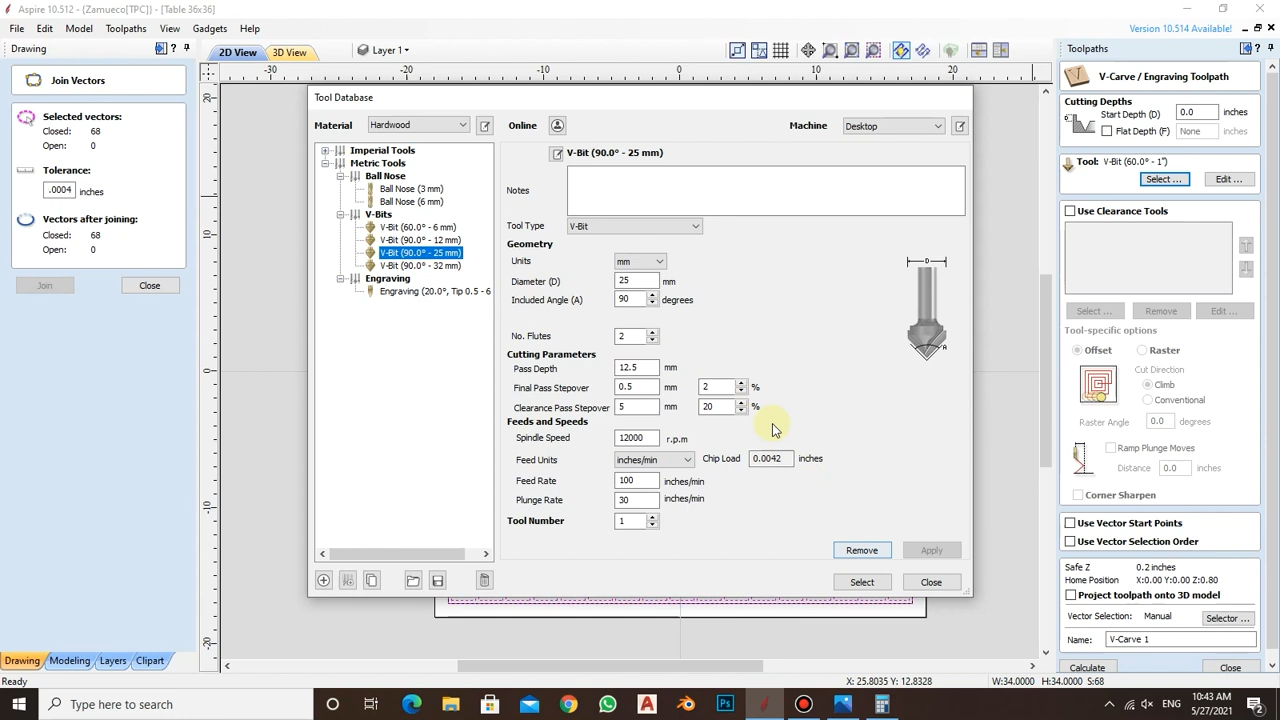 Aspire 10.512 - {Zamueco[TPC]} - [Table 36x36]
File Edit Model Toolpaths View Gadgets Help
Version 10.514 Available!
Drawing
2D View 3D View Layer 1
Toolpaths
-30 -20 -10 0 10 20
20
10
0
-10
-20
Join Vectors
Selected vectors:
Closed: 68
Open: 0
Tolerance:
.0004 inches
Vectors after joining:
Closed: 68
Open: 0
Join Close
Tool Database
Material Hardwood Online Machine Desktop
Imperial Tools
Metric Tools
Ball Nose
Ball Nose (3 mm)
Ball Nose (6 mm)
V-Bits
V-Bit (60.0° - 6 mm)
V-Bit (90.0° - 12 mm)
V-Bit (90.0° - 25 mm)
V-Bit (90.0° - 32 mm)
Engraving
Engraving (20.0°, Tip 0.5 - 6
V-Bit (90.0° - 25 mm)
Notes
Tool Type V-Bit
Geometry
Units mm
Diameter (D) 25 mm
Included Angle (A) 90 degrees
D
A
No. Flutes 2
Cutting Parameters
Pass Depth 12.5 mm
Final Pass Stepover 0.5 mm 2 %
Clearance Pass Stepover 5 mm 20 %
Feeds and Speeds
Spindle Speed 12000 r.p.m
Feed Units inches/min Chip Load 0.0042 inches
Feed Rate 100 inches/min
Plunge Rate 30 inches/min
Tool Number 1
Remove Apply
Select Close
V-Carve / Engraving Toolpath
Cutting Depths
Start Depth (D) 0.0 inches
Flat Depth (F) None inches
Tool: V-Bit (60.0° - 1")
Select ... Edit ...
Use Clearance Tools
Select ... Remove Edit ...
Tool-specific options
Offset Raster
Cut Direction
Climb
Conventional
Raster Angle 0.0 degrees
Ramp Plunge Moves
Distance 0.0 inches
Corner Sharpen
Use Vector Start Points
Use Vector Selection Order
Safe Z 0.2 inches
Home Position X:0.00 Y:0.00 Z:0.80
Project toolpath onto 3D model
Vector Selection: Manual Selector ...
Name: V-Carve 1
Calculate Close
Drawing Modeling Layers Clipart
Ready
X: 25.8035 Y: 12.8328
W:34.0000 H:34.0000 S:68
Type here to search
10:43 AM
5/27/2021